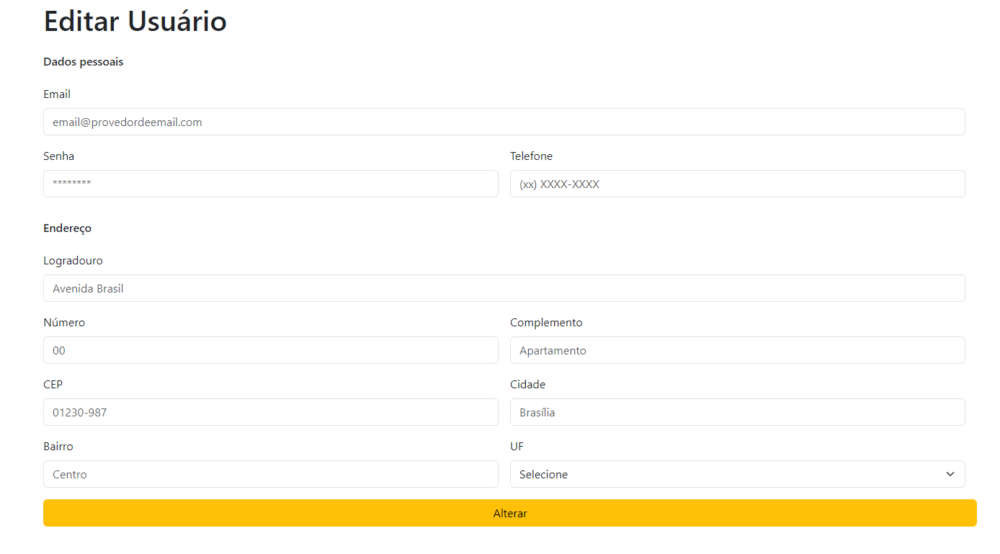 Editar Usuário
Dados pessoais
Email
email@provedordeemail.com
Senha Telefone
******** (xx) XXXX-XXXX
Endereço
Logradouro
Avenida Brasil
Número Complemento
00 Apartamento
CEP Cidade
01230-987 Brasília
Bairro UF
Centro Selecione
Alterar